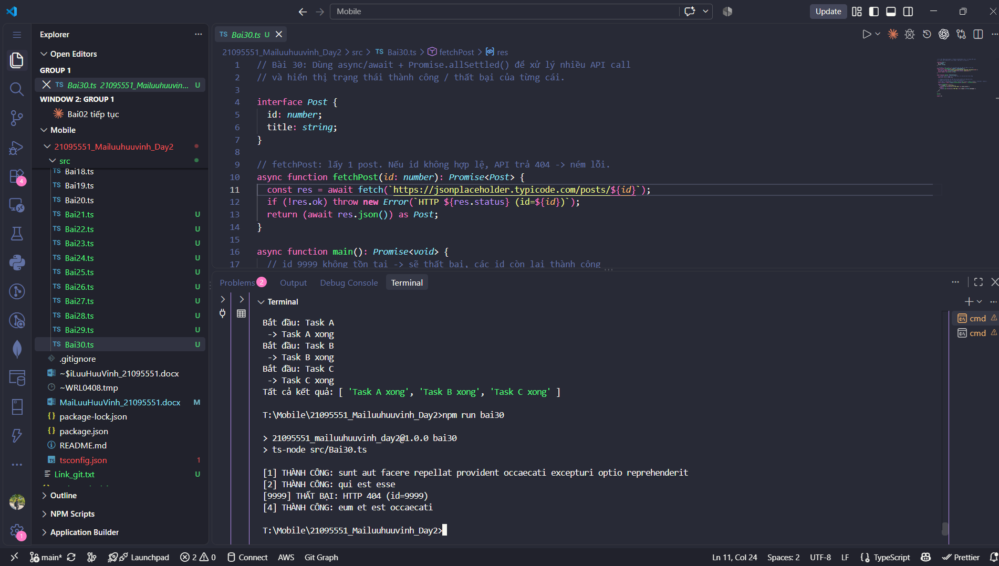 Mobile
Update
Explorer
Open Editors
GROUP 1
TS Bai30.ts 21095551_Mailuuhuuvin... U
WINDOW 2: GROUP 1
Bai02 tiếp tục
Mobile
21095551_Mailuuhuuvinh_Day2
src
TS Bai18.ts
TS Bai19.ts
TS Bai20.ts
TS Bai21.ts U
TS Bai22.ts U
TS Bai23.ts U
TS Bai24.ts U
TS Bai25.ts U
TS Bai26.ts U
TS Bai27.ts U
TS Bai28.ts U
TS Bai29.ts U
TS Bai30.ts U
.gitignore
~$iLuuHuuVinh_21095551.docx
~WRL0408.tmp
MaiLuuHuuVinh_21095551.docx M
package-lock.json
package.json
README.md
tsconfig.json 1
Link_git.txt U
Outline
NPM Scripts
Application Builder
4
1
TS Bai30.ts U
21095551_Mailuuhuuvinh_Day2 > src > TS Bai30.ts > fetchPost > res
1 // Bài 30: Dùng async/await + Promise.allSettled() để xử lý nhiều API call
2 // và hiển thị trạng thái thành công / thất bại của từng cái.
3
4 interface Post {
5 id: number;
6 title: string;
7 }
8
9 // fetchPost: lấy 1 post. Nếu id không hợp lệ, API trả 404 -> ném lỗi.
10 async function fetchPost(id: number): Promise<Post> {
11 const res = await fetch(`https://jsonplaceholder.typicode.com/posts/${id}`);
12 if (!res.ok) throw new Error(`HTTP ${res.status} (id=${id})`);
13 return (await res.json()) as Post;
14 }
15
16 async function main(): Promise<void> {
17 // id 9999 không tồn tại -> sẽ thất bại, các id còn lại thành công
Problems 2 Output Debug Console Terminal
Terminal
cmd
cmd
Bắt đầu: Task A
-> Task A xong
Bắt đầu: Task B
-> Task B xong
Bắt đầu: Task C
-> Task C xong
Tất cả kết quả: [ 'Task A xong', 'Task B xong', 'Task C xong' ]
T:\Mobile\21095551_Mailuuhuuvinh_Day2>npm run bai30
> 21095551_mailuuhuuvinh_day2@1.0.0 bai30
> ts-node src/Bai30.ts
[1] THÀNH CÔNG: sunt aut facere repellat provident occaecati excepturi optio reprehenderit
[2] THÀNH CÔNG: qui est esse
[9999] THẤT BẠI: HTTP 404 (id=9999)
[4] THÀNH CÔNG: eum et est occaecati
T:\Mobile\21095551_Mailuuhuuvinh_Day2>
main* Launchpad 2 0 Connect AWS Git Graph Ln 11, Col 24 Spaces: 2 UTF-8 LF {} TypeScript Prettier